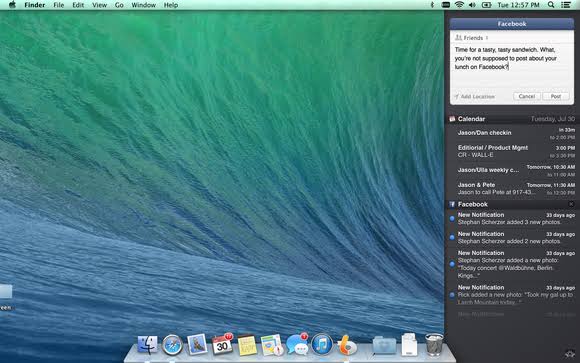 Finder File Edit View Go Window Help
Tue 12:57 PM
Facebook
Friends
Time for a tasty, tasty sandwich. What,
you're not supposed to post about your
lunch on Facebook?
Add Location Cancel Post
Calendar Tuesday, Jul 30
Jason/Dan checkin in 33m
to 2:00 PM
Editorial / Product Mgmt 3:00 PM
CR - WALL-E to 3:30 PM
Jason/Ulla weekly c... Tomorrow, 10:30 AM
to 11:00 AM
Jason & Pete Tomorrow, 11:30 AM
Jason to call Pete at 917-43... to 12:30 PM
Facebook
New Notification 33 days ago
Stephan Scherzer added 3 new photos.
New Notification 33 days ago
Stephan Scherzer added 2 new photos.
New Notification 33 days ago
Stephan Scherzer added a new photo:
"Today concert @Waldbühne, Berlin.
Kings..."
New Notification 33 days ago
Rick added a new photo: "Took my gal up to
Larch Mountain today..."
30
een